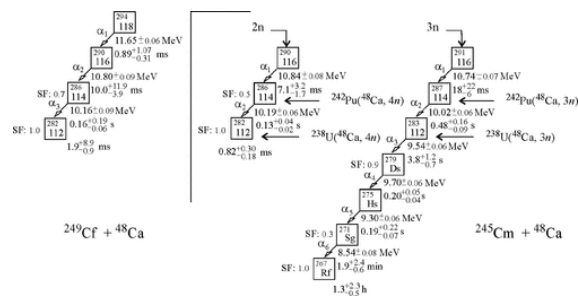 294
118
α1
11.65±0.06 MeV
290
116
0.89 +1.07 −0.31 ms
α2
10.80±0.09 MeV
SF: 0.7
286
114
10.0 +11.9 −3.9 ms
α3
10.16±0.09 MeV
SF: 1.0
282
112
0.16 +0.19 −0.06 s
1.9 +8.9 −0.9 ms
249Cf + 48Ca
2n
290
116
α1
10.84±0.08 MeV
SF: 0.5
286
114
7.1 +3.2 −1.7 ms
242Pu(48Ca, 4n)
α2
10.19±0.06 MeV
SF: 1.0
282
112
0.13 +0.04 −0.02 s
238U(48Ca, 4n)
0.82 +0.30 −0.18 ms
3n
291
116
α1
10.74±0.07 MeV
287
114
18 +22 −6 ms
242Pu(48Ca, 3n)
α2
10.02±0.06 MeV
283
112
0.48 +0.16 −0.09 s
238U(48Ca, 3n)
α3
9.54±0.06 MeV
SF: 0.9
279
Ds
3.8 +1.2 −0.7 s
α4
9.70±0.06 MeV
275
Hs
0.20 +0.05 −0.04 s
α5
9.30±0.06 MeV
SF: 0.3
271
Sg
0.19 +0.22 −0.07 s
α6
8.54±0.08 MeV
SF: 1.0
267
Rf
1.9 +2.4 −0.6 min
1.3 +2.3 −0.5 h
245Cm + 48Ca